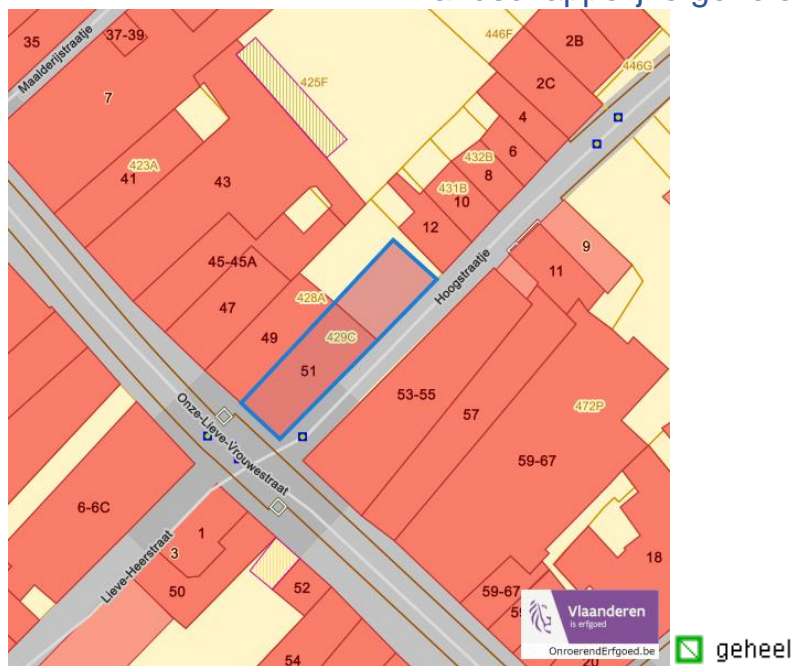 35
37-39
Maalderijstraatje
7
425F
446F
2B
446G
2C
4
6
432B
8
431B
10
12
423A
41
43
45-45A
47
428A
49
429C
51
Hoogstraatje
9
11
53-55
57
472P
59-67
Onze-Lieve-Vrouwestraat
6-6C
1
3
Lieve-Heerstraat
50
52
54
18
59-67
20
Vlaanderen
is erfgoed
OnroerendErfgoed.be
geheel